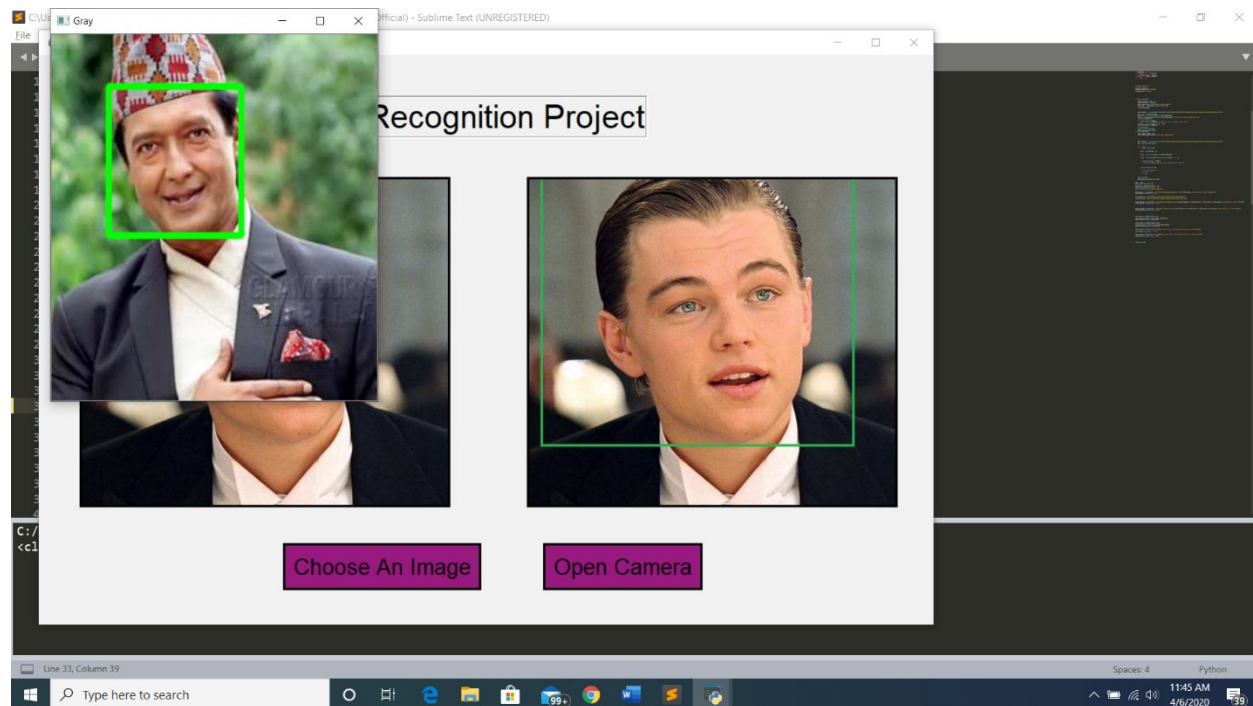 C:\Us
Gray
fficial) - Sublime Text (UNREGISTERED)
File
Recognition Project
GLAMOUR
C:/
<cl
Choose An Image
Open Camera
Line 33, Column 39
Spaces: 4
Python
Type here to search
99+
11:45 AM
4/6/2020
39